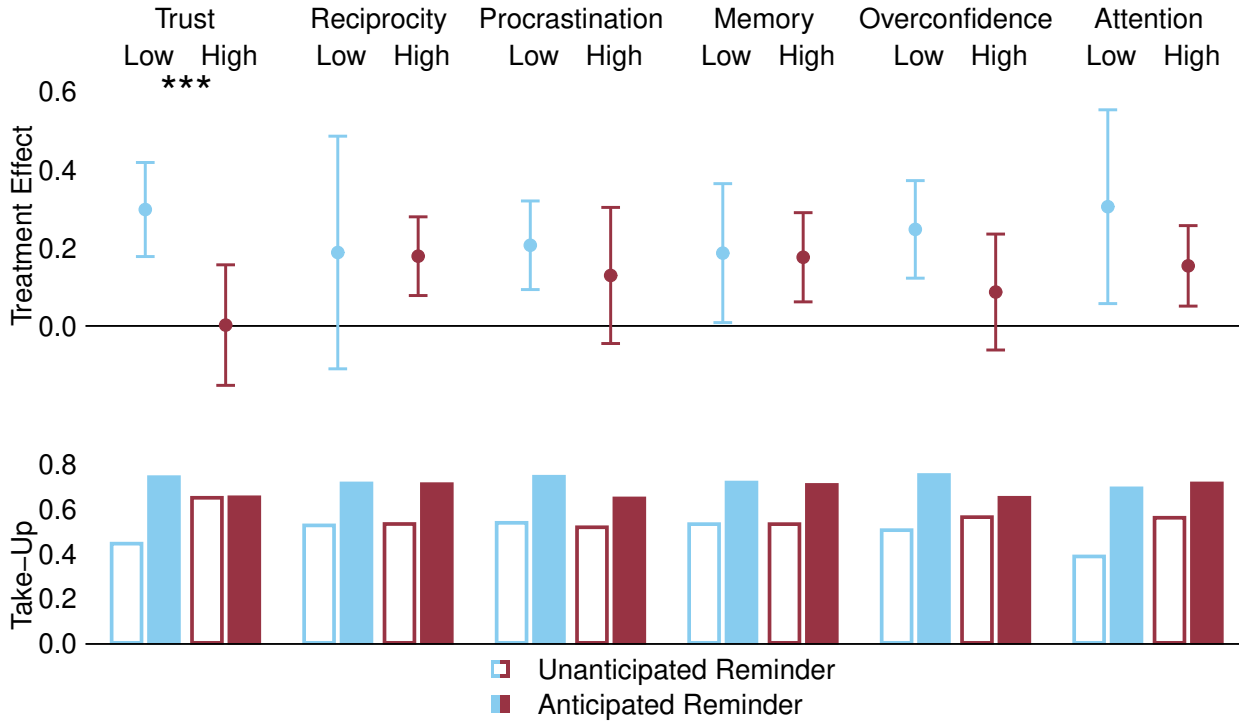 Trust Reciprocity Procrastination Memory Overconfidence Attention
Low High Low High Low High Low High Low High Low High
***
0.6
0.4
0.2
0.0
Treatment Effect
0.8
0.6
0.4
0.2
0.0
Take–Up
Unanticipated Reminder
Anticipated Reminder